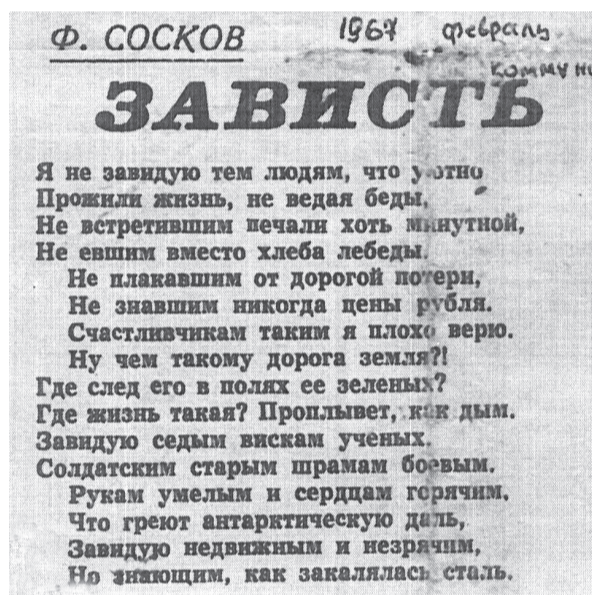 Ф. СОСКОВ
1967 февраль
КОММУНИ
ЗАВИСТЬ
Я не завидую тем людям, что уютно
Прожили жизнь, не ведая беды,
Не встретившим печали хоть минутной,
Не евшим вместо хлеба лебеды.
Не плакавшим от дорогой потери,
Не знавшим никогда цены рубля.
Счастливчикам таким я плохо верю.
Ну чем такому дорога земля?!
Где след его в полях ее зеленых?
Где жизнь такая? Проплывет, как дым.
Завидую седым вискам ученых.
Солдатским старым шрамам боевым.
Рукам умелым и сердцам горячим,
Что греют антарктическую даль,
Завидую недвижным и незрячим,
Но знающим, как закалялась сталь.